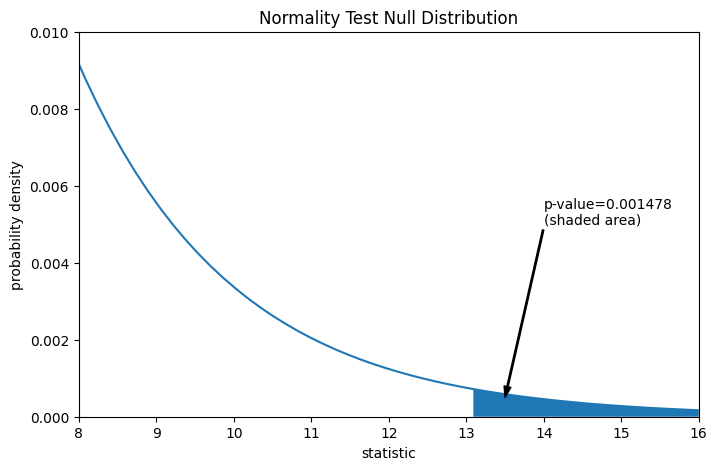 Normality Test Null Distribution
0.010
0.008
0.006
0.004
0.002
0.000
probability density
p-value=0.001478
(shaded area)
8 9 10 11 12 13 14 15 16
statistic